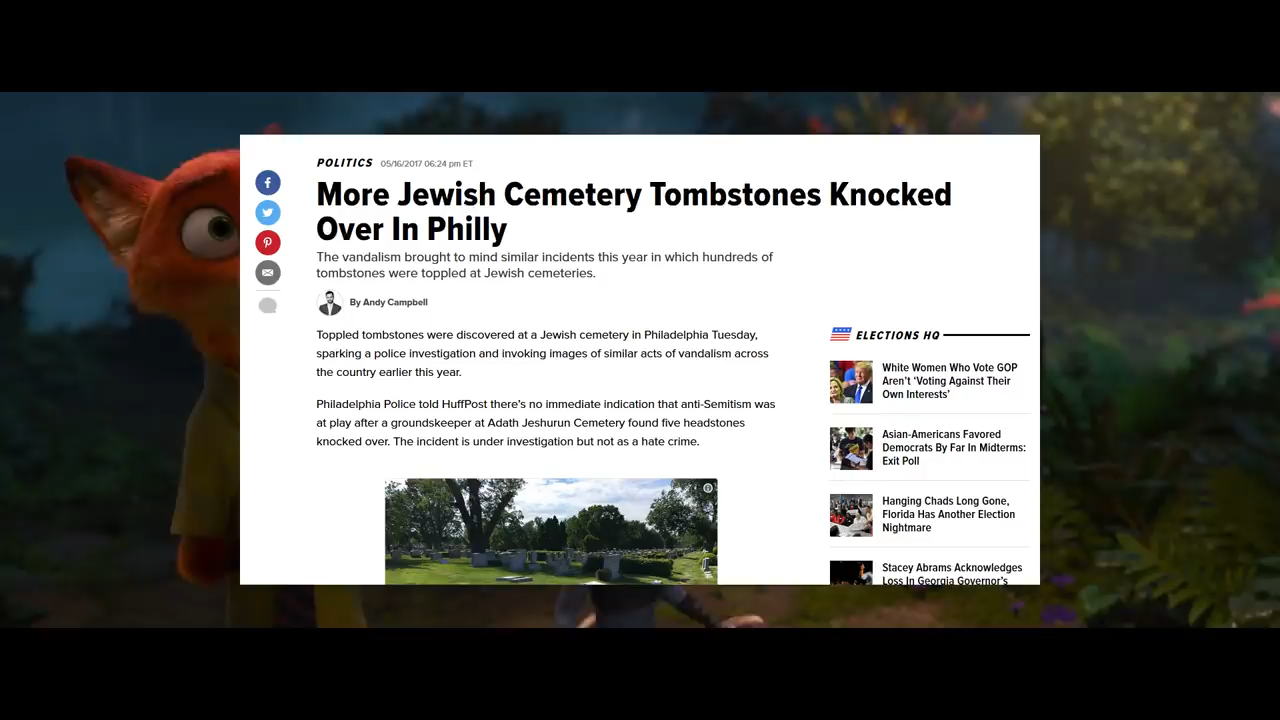 POLITICS 05/16/2017 06:24 pm ET
More Jewish Cemetery Tombstones Knocked
Over In Philly
The vandalism brought to mind similar incidents this year in which hundreds of
tombstones were toppled at Jewish cemeteries.
By Andy Campbell
Toppled tombstones were discovered at a Jewish cemetery in Philadelphia Tuesday,
sparking a police investigation and invoking images of similar acts of vandalism across
the country earlier this year.
Philadelphia Police told HuffPost there's no immediate indication that anti-Semitism was
at play after a groundskeeper at Adath Jeshurun Cemetery found five headstones
knocked over. The incident is under investigation but not as a hate crime.
ELECTIONS HQ
White Women Who Vote GOP
Aren't ‘Voting Against Their
Own Interests’
Asian-Americans Favored
Democrats By Far In Midterms:
Exit Poll
Hanging Chads Long Gone,
Florida Has Another Election
Nightmare
Stacey Abrams Acknowledges
Loss In Georgia Governor's